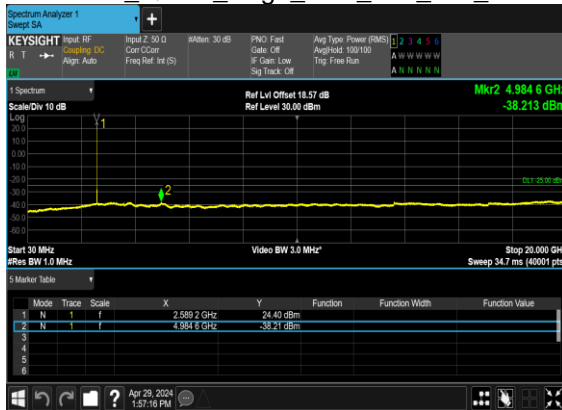 Spectrum Analyzer 1
Swept SA
+
KEYSIGHT Input: RF Input Z: 50 Ω #Atten: 30 dB PNO: Fast Avg Type: Power (RMS) 1 2 3 4 5 6
R T Coupling: DC Corr CCorr Gate: Off Avg|Hold: 100/100 A W W W W W
Align: Auto Freq Ref: Int (S) IF Gain: Low Trig: Free Run
LXI Sig Track: Off A N N N N N
1 Spectrum Ref Lvl Offset 18.57 dB Mkr2 4.984 6 GHz
Scale/Div 10 dB Ref Level 30.00 dBm -38.213 dBm
Log
20.0
10.0
0.00
-10.0
-20.0
-30.0
-40.0
-50.0
-60.0
1
2
DL1 -25.00 dBm
Start 30 MHz Video BW 3.0 MHz* Stop 20.000 GHz
#Res BW 1.0 MHz Sweep 34.7 ms (40001 pts)
5 Marker Table
Mode Trace Scale X Y Function Function Width Function Value
1 N 1 f 2.589 2 GHz 24.40 dBm
2 N 1 f 4.984 6 GHz -38.21 dBm
3
4
5
6
? Apr 29, 2024
1:57:16 PM